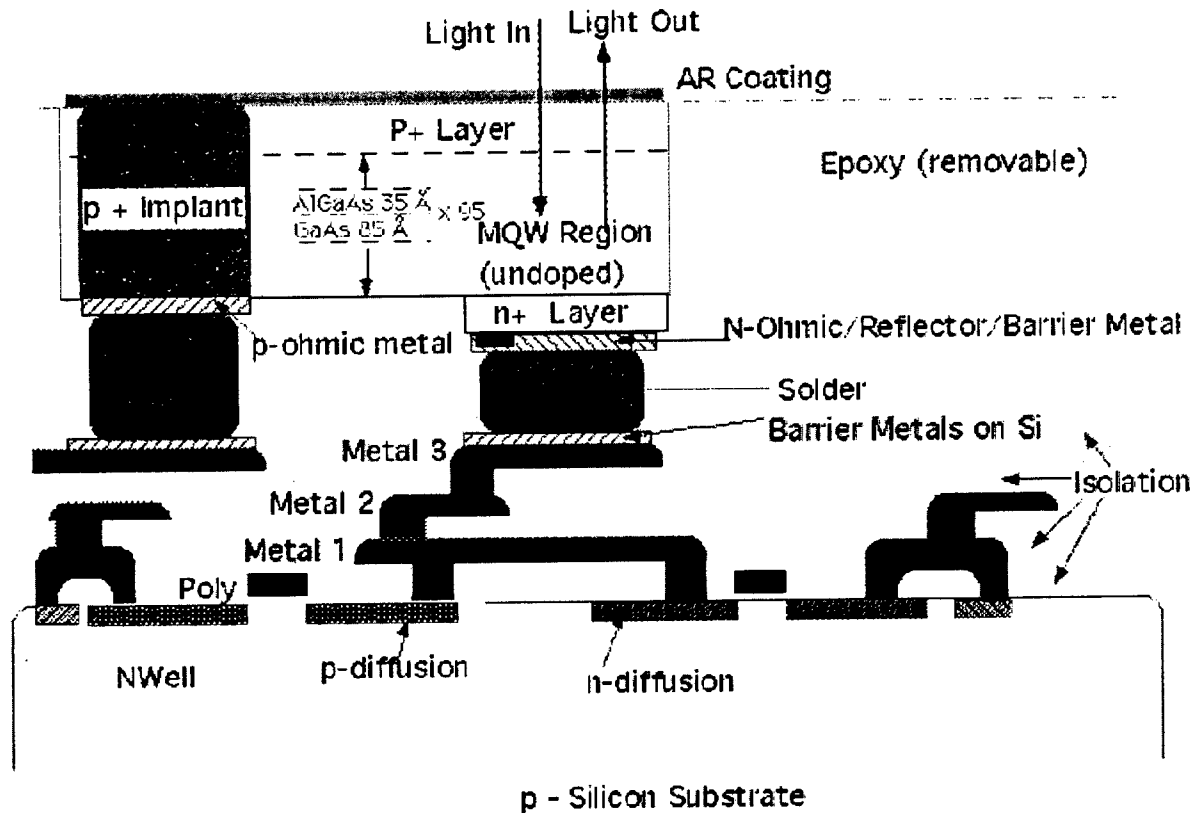 Light In
Light Out
AR Coating
P+ Layer
Epoxy (removable)
p + Implant
AlGaAs 35 Å
GaAs 85 Å
x 95
MQW Region
(undoped)
n+ Layer
p-ohmic metal
N-Ohmic/Reflector/Barrier Metal
Solder
Barrier Metals on Si
Metal 3
Isolation
Metal 2
Metal 1
Poly
NWell
p-diffusion
n-diffusion
p - Silicon Substrate